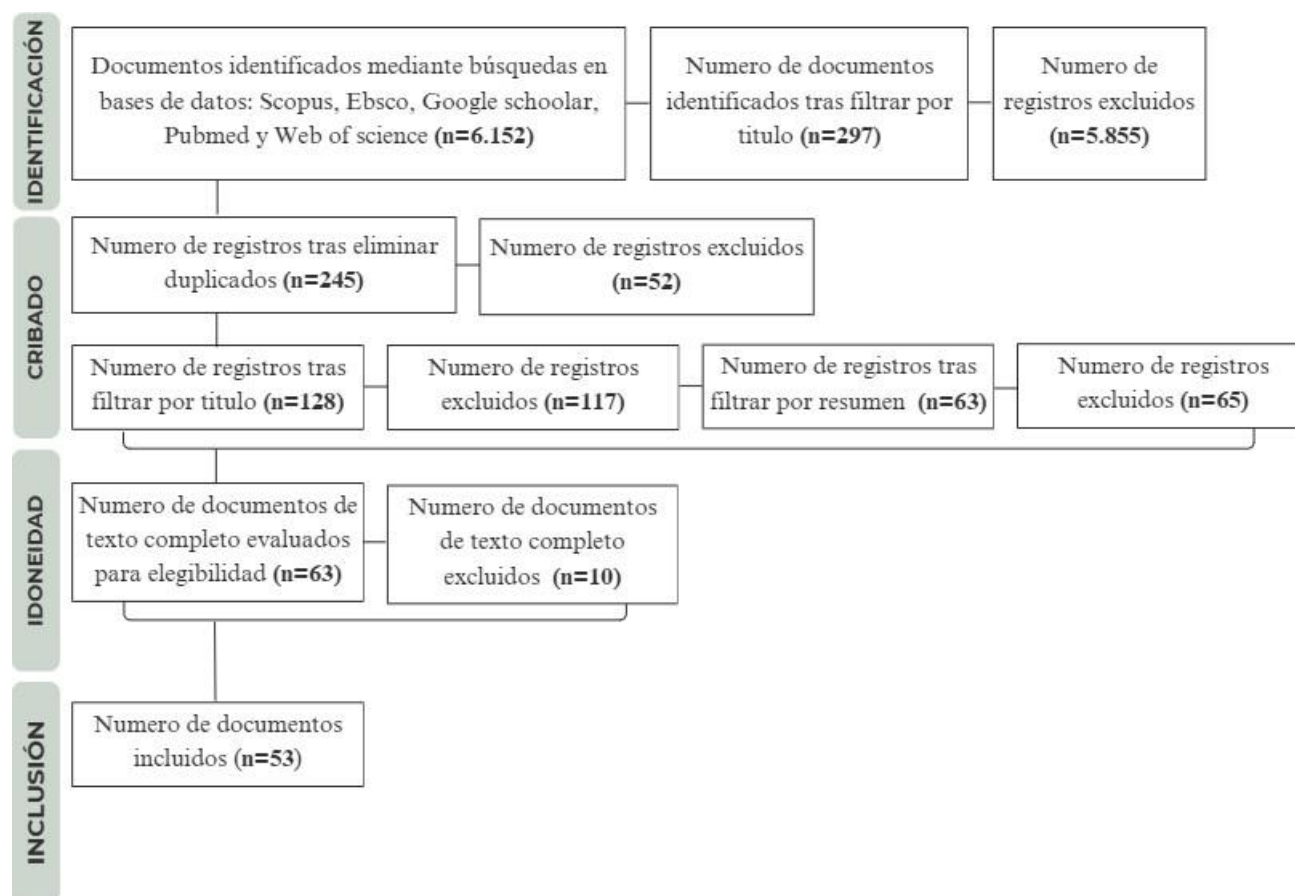 IDENTIFICACIÓN
Documentos identificados mediante búsquedas en
bases de datos: Scopus, Ebsco, Google schoolar,
Pubmed y Web of science (n=6.152)
Numero de documentos
identificados tras filtrar por
titulo (n=297)
Numero de
registros excluidos
(n=5.855)
CRIBADO
Numero de registros tras eliminar
duplicados (n=245)
Numero de registros excluidos
(n=52)
Numero de registros tras
filtrar por titulo (n=128)
Numero de registros
excluidos (n=117)
Numero de registros tras
filtrar por resumen (n=63)
Numero de registros
excluidos (n=65)
IDONEIDAD
Numero de documentos de
texto completo evaluados
para elegibilidad (n=63)
Numero de documentos
de texto completo
excluidos (n=10)
INCLUSIÓN
Numero de documentos
incluidos (n=53)